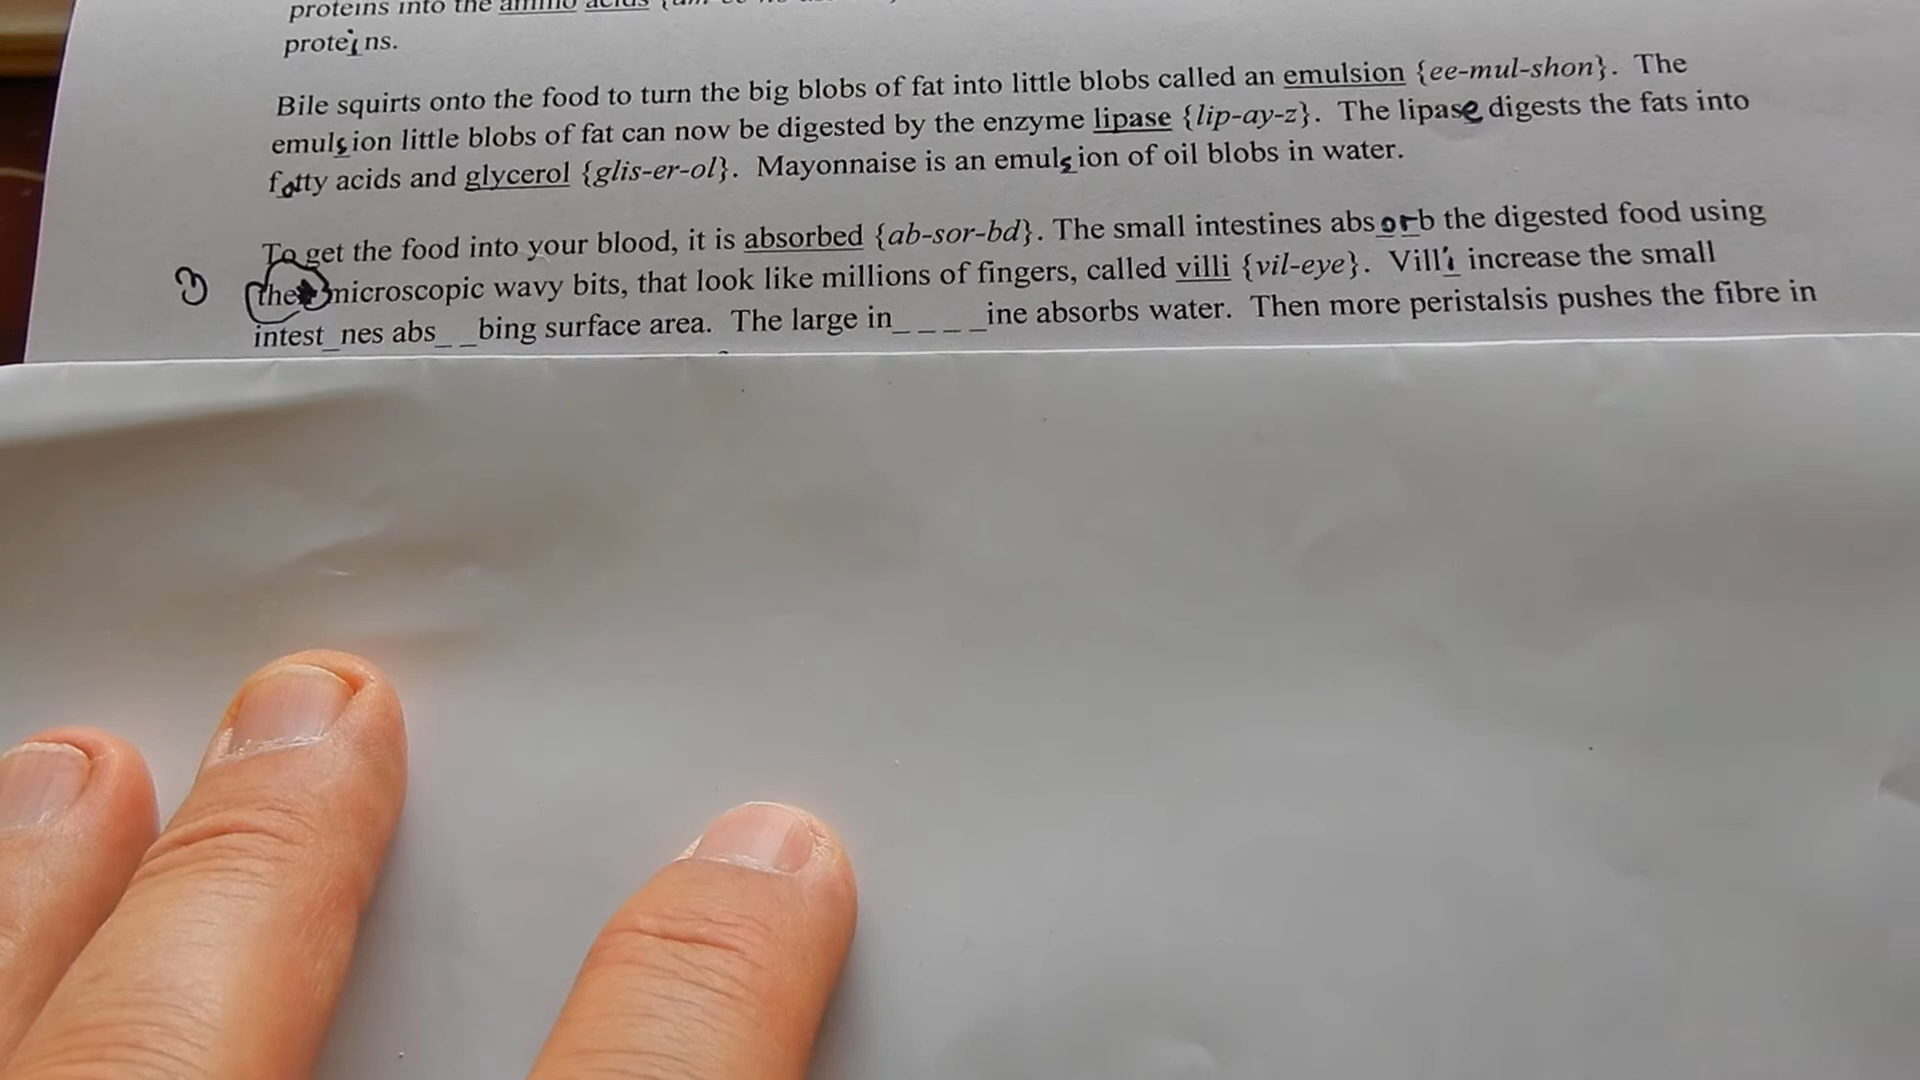 proteins into the amino acids
proteins.
Bile squirts onto the food to turn the big blobs of fat into little blobs called an emulsion {ee-mul-shon}. The
emulsion little blobs of fat can now be digested by the enzyme lipase {lip-ay-z}. The lipase digests the fats into
fatty acids and glycerol {glis-er-ol}. Mayonnaise is an emulsion of oil blobs in water.
To get the food into your blood, it is absorbed {ab-sor-bd}. The small intestines absorb the digested food using
the microscopic wavy bits, that look like millions of fingers, called villi {vil-eye}. Villi increase the small
intest_nes abs_ _bing surface area. The large in_ _ _ _ine absorbs water. Then more peristalsis pushes the fibre in